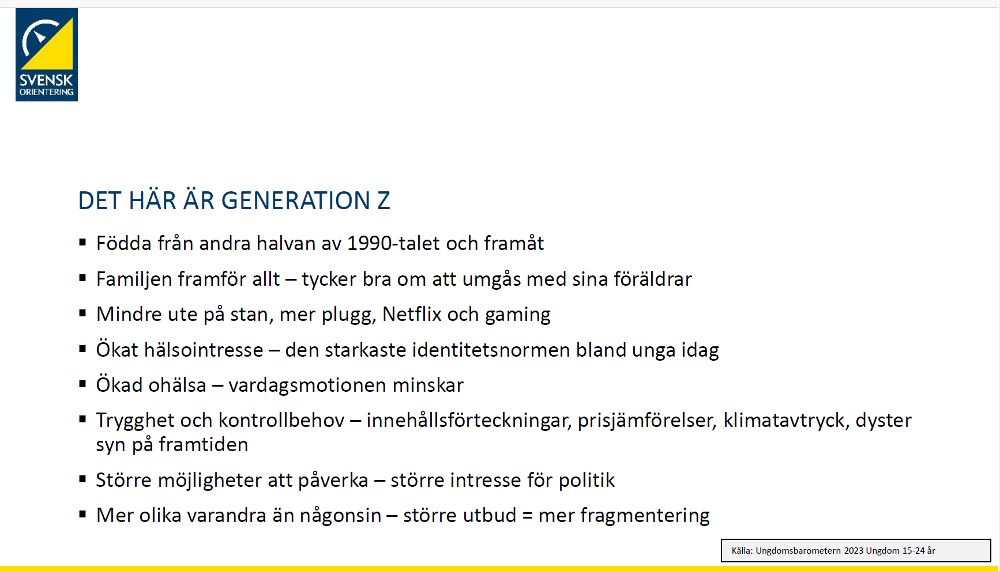 SVENSK
ORIENTERING
DET HÄR ÄR GENERATION Z
▪ Födda från andra halvan av 1990-talet och framåt
▪ Familjen framför allt – tycker bra om att umgås med sina föräldrar
▪ Mindre ute på stan, mer plugg, Netflix och gaming
▪ Ökat hälsointresse – den starkaste identitetsnormen bland unga idag
▪ Ökad ohälsa – vardagsmotionen minskar
▪ Trygghet och kontrollbehov – innehållsförteckningar, prisjämförelser, klimatavtryck, dyster
syn på framtiden
▪ Större möjligheter att påverka – större intresse för politik
▪ Mer olika varandra än någonsin – större utbud = mer fragmentering
Källa: Ungdomsbarometern 2023 Ungdom 15-24 år